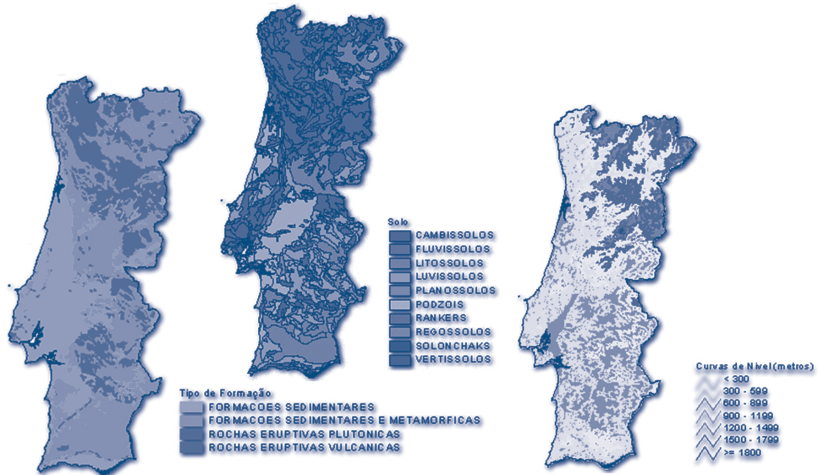 Solo
CAMBISSOLOS
FLUVISSOLOS
LITOSSOLOS
LUVISSOLOS
PLANOSSOLOS
PODZOIS
RANKERS
REGOSSOLOS
SOLONCHAKS
VERTISSOLOS
Tipo de Formação
FORMACOES SEDIMENTARES
FORMACOES SEDIMENTARES E METAMORFICAS
ROCHAS ERUPTIVAS PLUTONICAS
ROCHAS ERUPTIVAS VULCANICAS
Curvas de Nível(metros)
< 300
300 - 599
600 - 899
900 - 1199
1200 - 1499
1500 - 1799
>= 1800